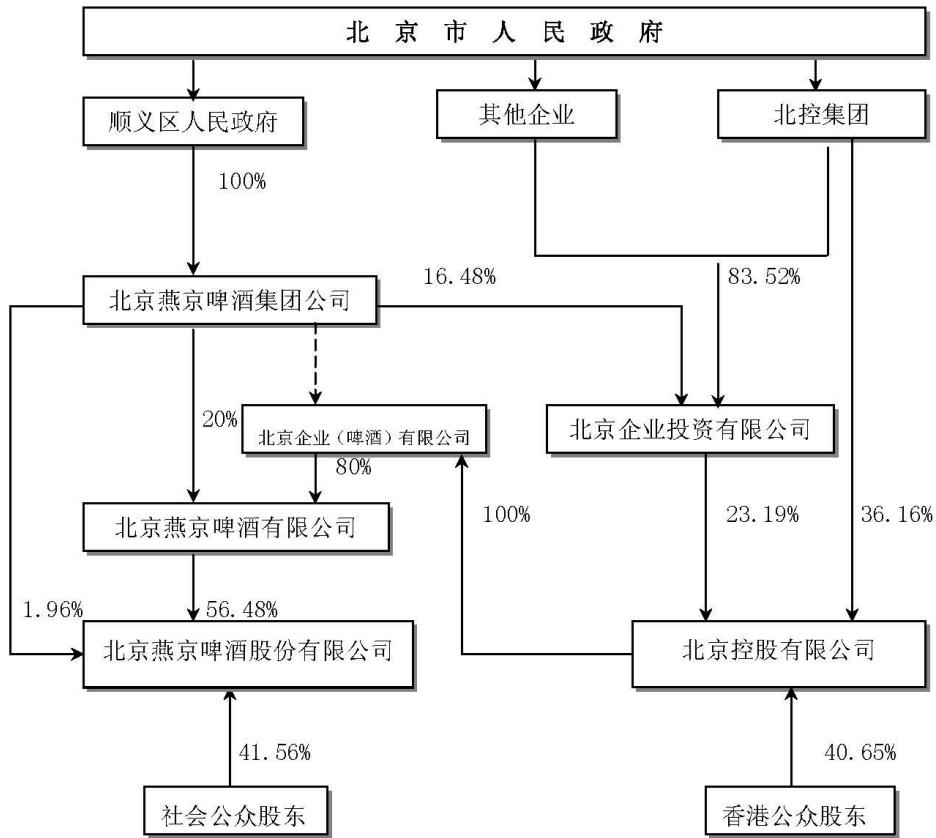 北京市人民政府
顺义区人民政府
其他企业
北控集团
100%
北京燕京啤酒集团公司
16.48%
83.52%
20%
北京企业（啤酒）有限公司
北京企业投资有限公司
80%
北京燕京啤酒有限公司
100%
23.19%
36.16%
1.96%
56.48%
北京燕京啤酒股份有限公司
北京控股有限公司
41.56%
40.65%
社会公众股东
香港公众股东